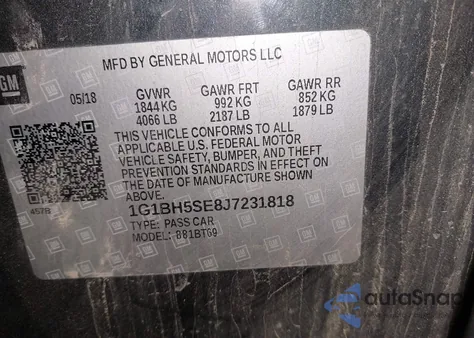 MFD BY GENERAL MOTORS LLC
GM
05/18
GVWR GAWR FRT GAWR RR
1844 KG 992 KG 852 KG
4066 LB 2187 LB 1879 LB
THIS VEHICLE CONFORMS TO ALL
APPLICABLE U.S. FEDERAL MOTOR
VEHICLE SAFETY, BUMPER, AND THEFT
PREVENTION STANDARDS IN EFFECT ON
THE DATE OF MANUFACTURE SHOWN
ABOVE.
457B
1G1BH5SE8J7231818
TYPE: PASS CAR
MODEL: 881BT69
autaSnap